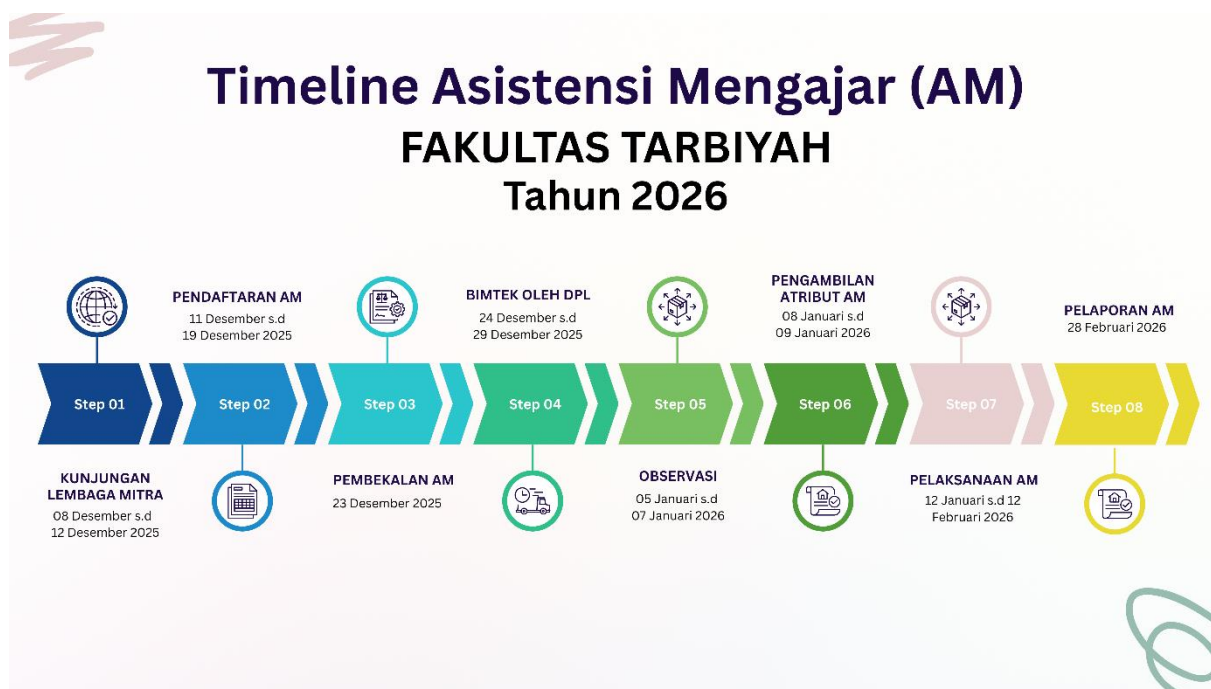 Timeline Asistensi Mengajar (AM)
FAKULTAS TARBIYAH
Tahun 2026
Step 01
KUNJUNGAN
LEMBAGA MITRA
08 Desember s.d
12 Desember 2025
PENDAFTARAN AM
11 Desember s.d
19 Desember 2025
Step 02
Step 03
PEMBEKALAN AM
23 Desember 2025
BIMTEK OLEH DPL
24 Desember s.d
29 Desember 2025
Step 04
Step 05
OBSERVASI
05 Januari s.d
07 Januari 2026
PENGAMBILAN
ATRIBUT AM
08 Januari s.d
09 Januari 2026
Step 06
Step 07
PELAKSANAAN AM
12 Januari s.d 12
Februari 2026
PELAPORAN AM
28 Februari 2026
Step 08